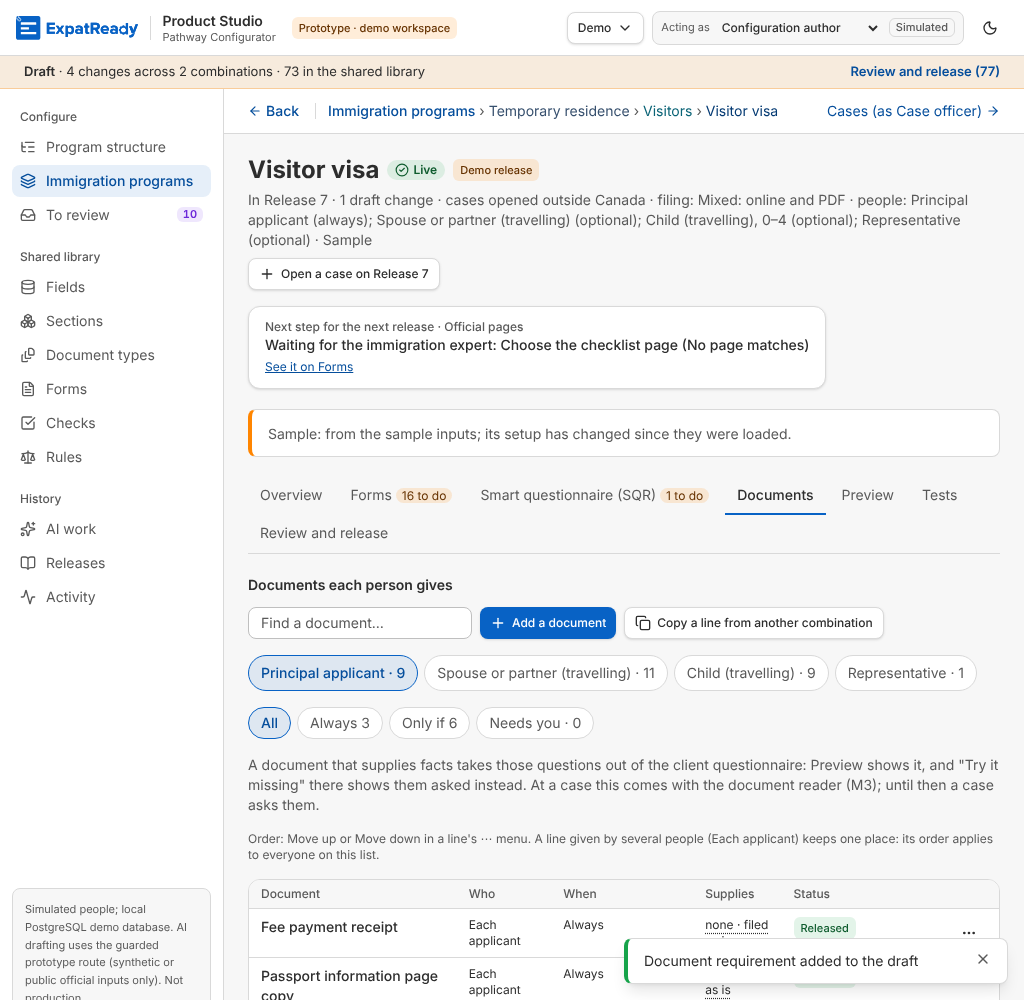 ExpatReady
Product Studio
Pathway Configurator
Prototype · demo workspace
Demo
Acting as Configuration author Simulated
Draft · 4 changes across 2 combinations · 73 in the shared library
Review and release (77)
Configure
Program structure
Immigration programs
To review 10
Shared library
Fields
Sections
Document types
Forms
Checks
Rules
History
AI work
Releases
Activity
Simulated people; local
PostgreSQL demo database. AI
drafting uses the guarded
prototype route (synthetic or
public official inputs only). Not
production
← Back
Immigration programs › Temporary residence › Visitors › Visitor visa
Cases (as Case officer) →
Visitor visa Live Demo release
In Release 7 · 1 draft change · cases opened outside Canada · filing: Mixed: online and PDF · people: Principal
applicant (always); Spouse or partner (travelling) (optional); Child (travelling), 0–4 (optional); Representative
(optional) · Sample
+ Open a case on Release 7
Next step for the next release · Official pages
Waiting for the immigration expert: Choose the checklist page (No page matches)
See it on Forms
Sample: from the sample inputs; its setup has changed since they were loaded.
Overview Forms 16 to do Smart questionnaire (SQR) 1 to do Documents Preview Tests
Review and release
Documents each person gives
Find a document...
+ Add a document
Copy a line from another combination
Principal applicant · 9 Spouse or partner (travelling) · 11 Child (travelling) · 9 Representative · 1
All Always 3 Only if 6 Needs you · 0
A document that supplies facts takes those questions out of the client questionnaire: Preview shows it, and "Try it
missing" there shows them asked instead. At a case this comes with the document reader (M3); until then a case
asks them.
Order: Move up or Move down in a line's ··· menu. A line given by several people (Each applicant) keeps one place: its order applies
to everyone on this list.
Document Who When Supplies Status
Fee payment receipt Each Always none · filed Released ...
applicant
Passport information page Each Always
copy applicant as is
Document requirement added to the draft